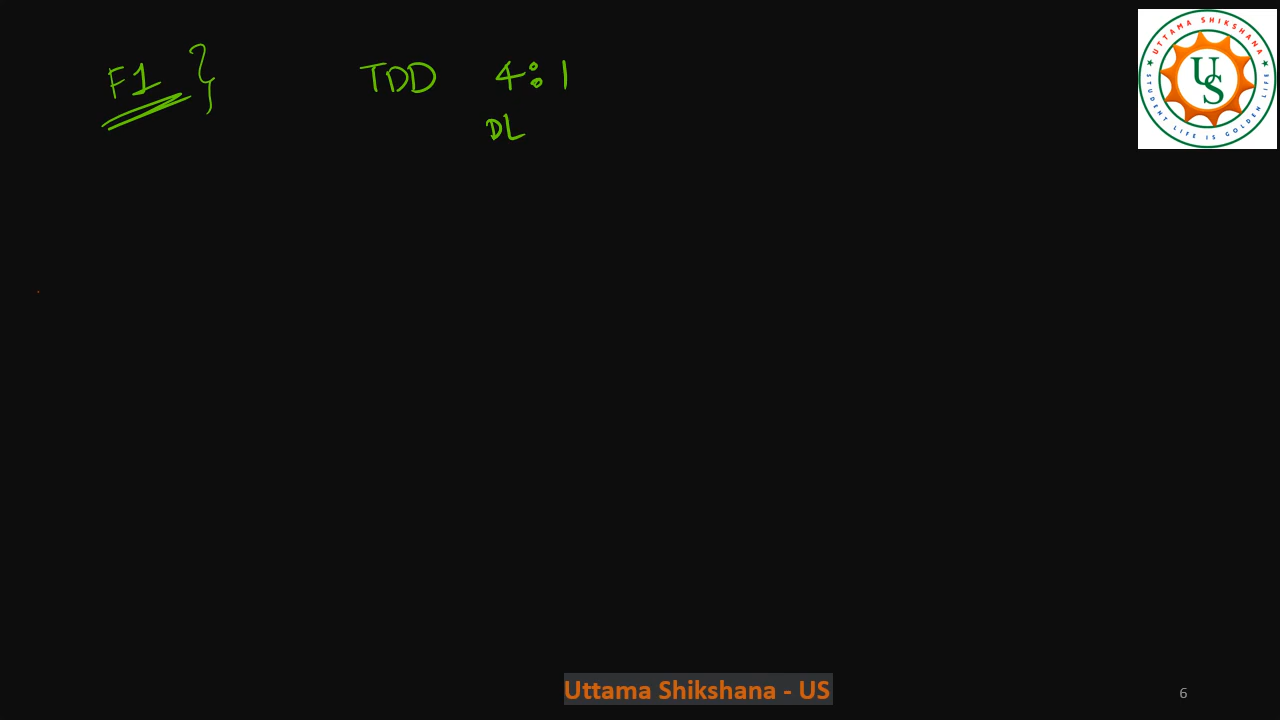 F1 } TDD 4:1
DL
UTTAMA SHIKSHANA
US
STUDENT LIFE IS GOLDEN LIFE
Uttama Shikshana - US
6